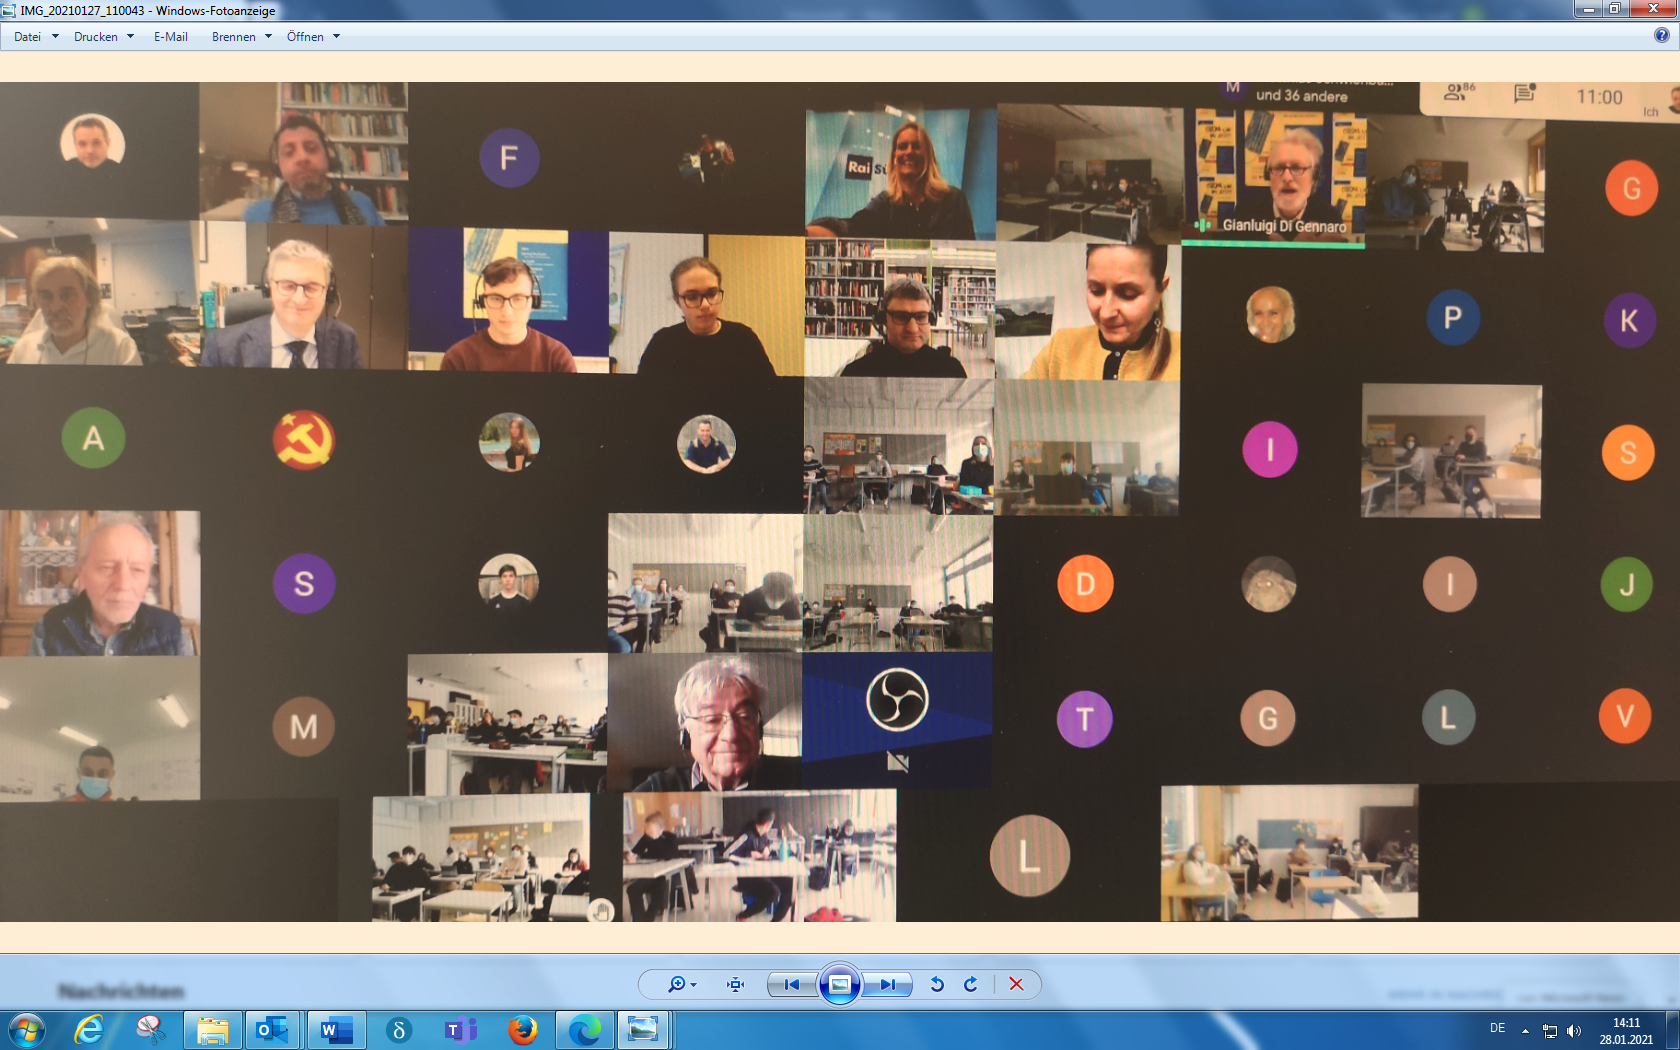 IMG_20210127_110043 - Windows-Fotoanzeige
Datei Drucken E-Mail Brennen Öffnen
M
und 36 andere
86
11:00
Ich
F
Rai
Gianluigi Di Gennaro
G
P
K
A
I
S
S
D
I
J
M
T
G
L
V
L
Nachrichten
DE
14:11
28.01.2021